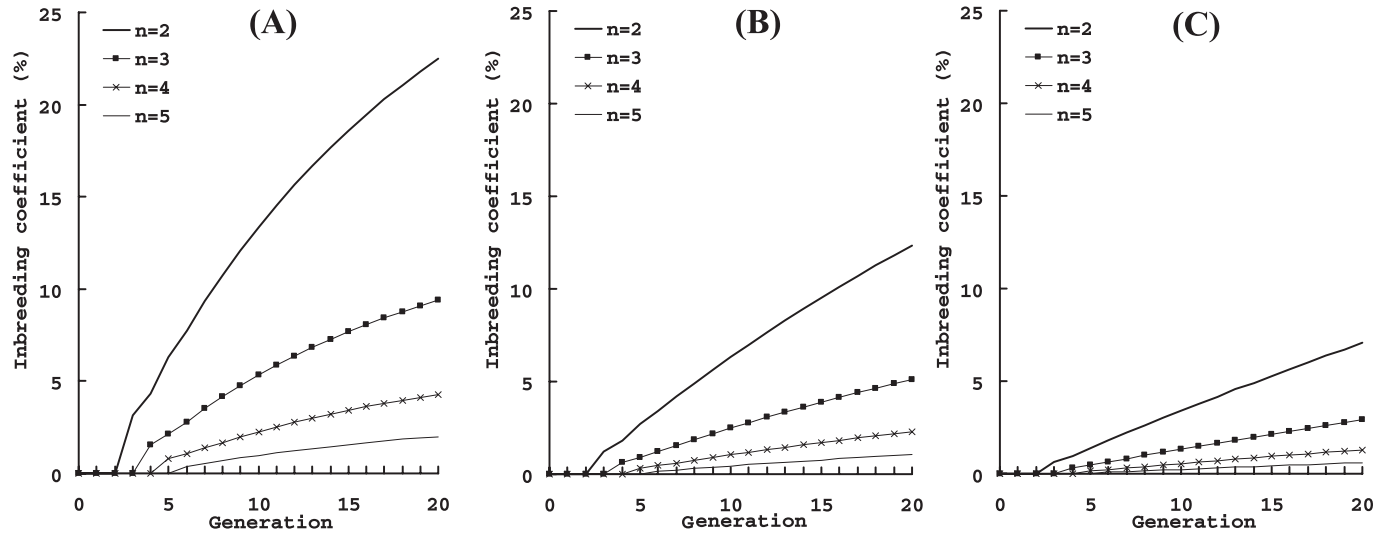 (A)
25
20
15
10
5
0
Inbreeding coefficient (%)
n=2
n=3
n=4
n=5
0 5 10 15 20
Generation
(B)
25
20
15
10
5
0
Inbreeding coefficient (%)
n=2
n=3
n=4
n=5
0 5 10 15 20
Generation
(C)
25
20
15
10
5
0
Inbreeding coefficient (%)
n=2
n=3
n=4
n=5
0 5 10 15 20
Generation